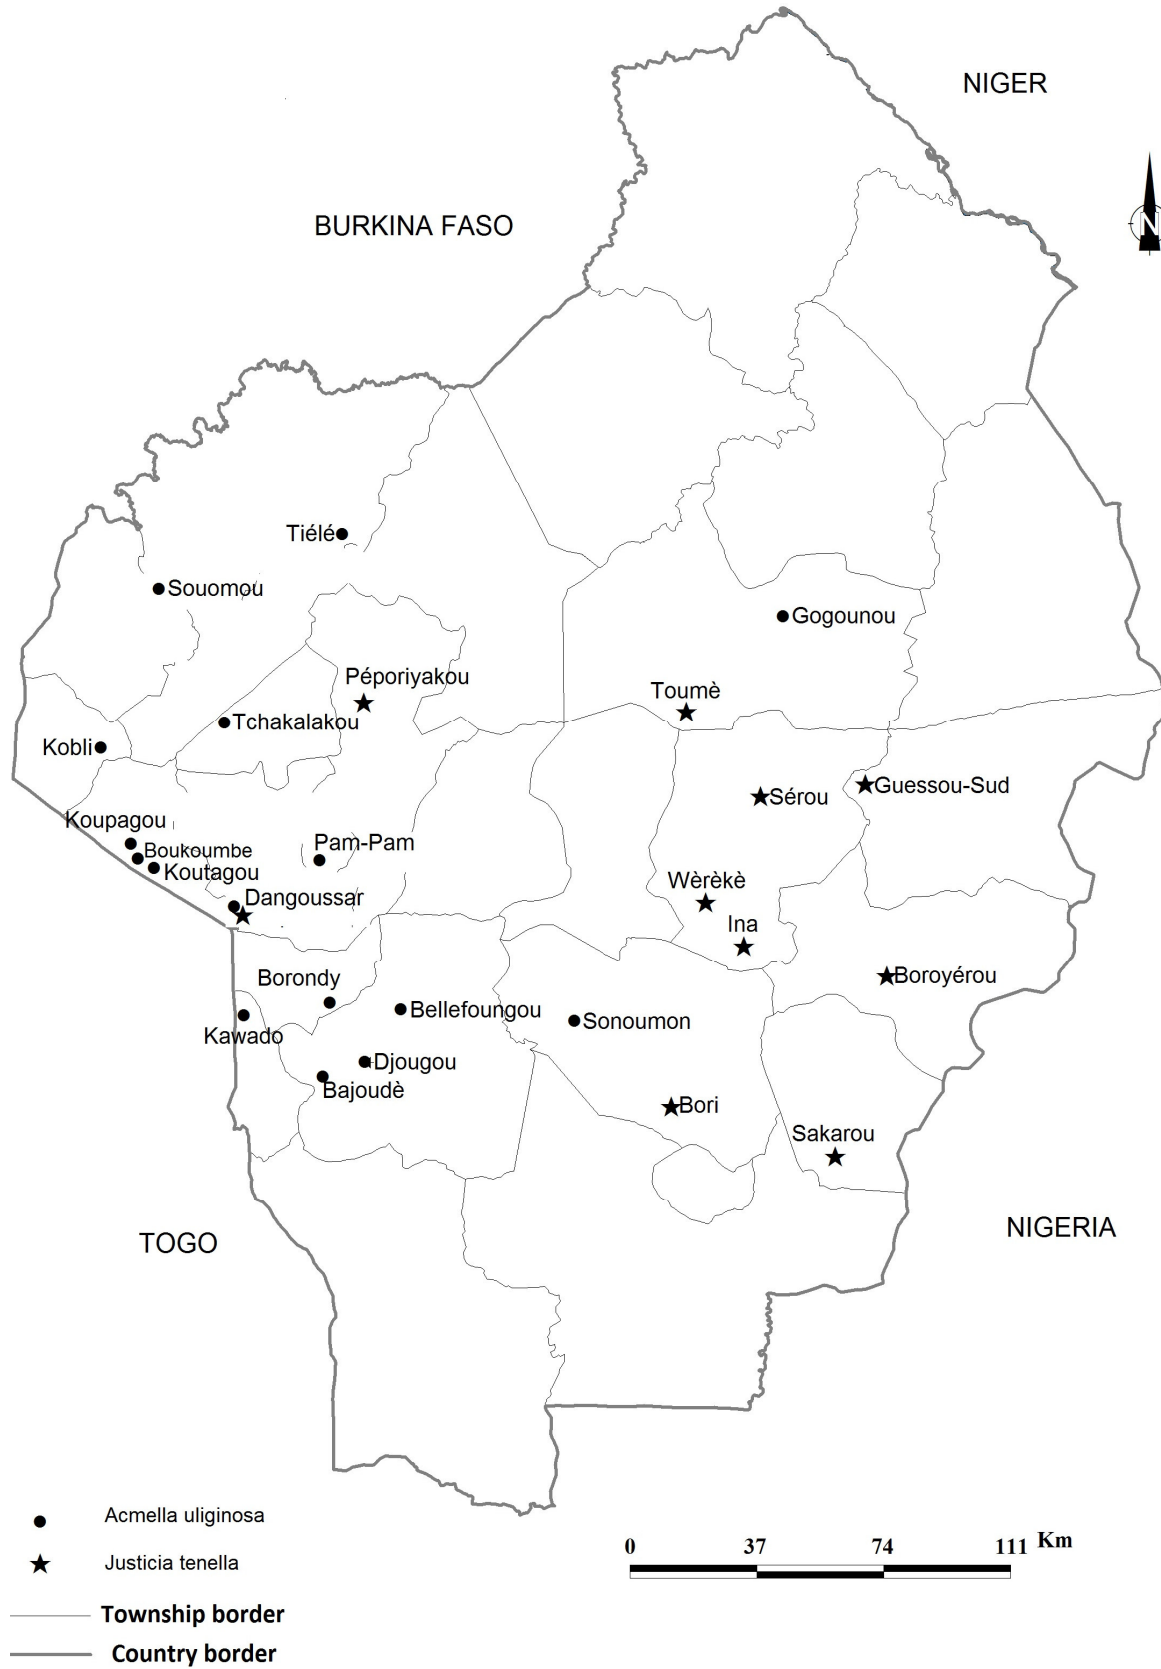 NIGER
BURKINA FASO
N
Tiélé
Souomou
Gogounou
Péporiyakou
Toumè
Tchakalakou
Kobli
Guessou-Sud
Sérou
Koupagou
Pam-Pam
Boukoumbe
Koutagou
Wèrèkè
Dangoussar
Ina
Borondy
Boroyérou
Bellefoungou
Sonoumon
Kawado
Djougou
Bajoudè
Bori
Sakarou
TOGO
NIGERIA
Acmella uliginosa
Justicia tenella
Township border
Country border
0 37 74 111 Km